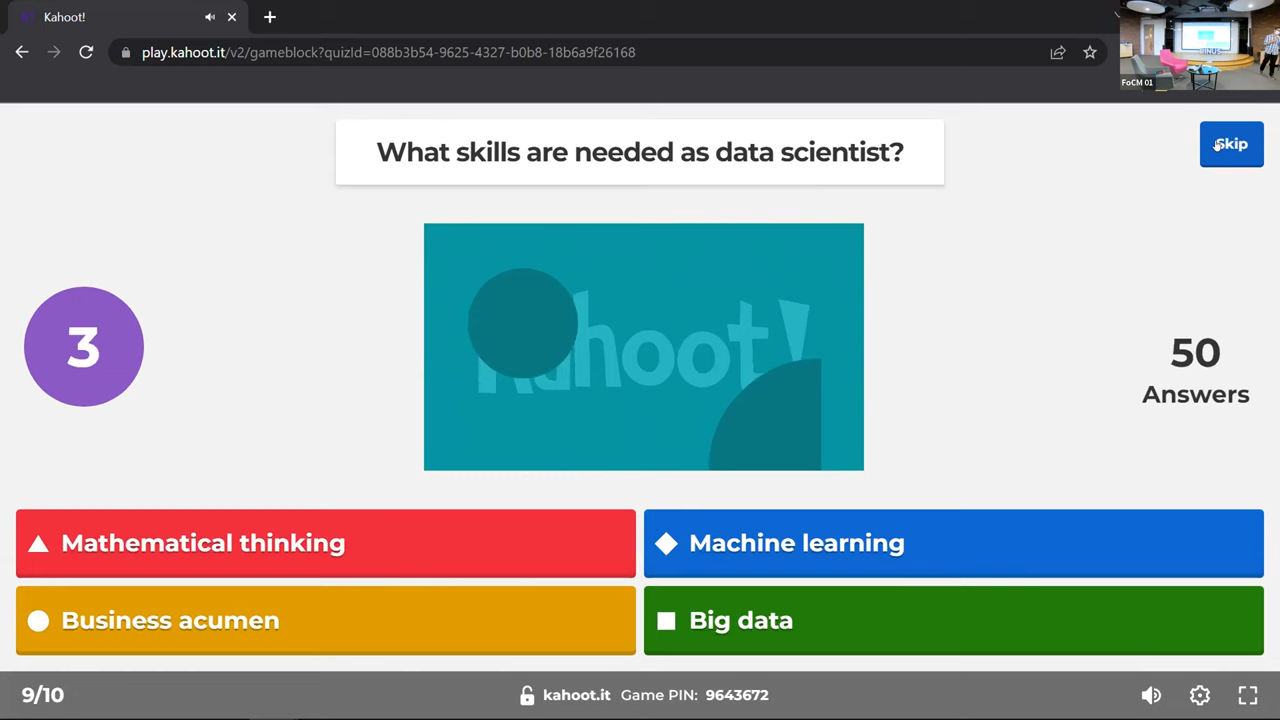 Kahoot!
play.kahoot.it/v2/gameblock?quizId=088b3b54-9625-4327-b0b8-18b6a9f26168
FoCM 01
What skills are needed as data scientist?
Skip
Kahoot!
3
50
Answers
Mathematical thinking
Machine learning
Business acumen
Big data
9/10
kahoot.it Game PIN: 9643672